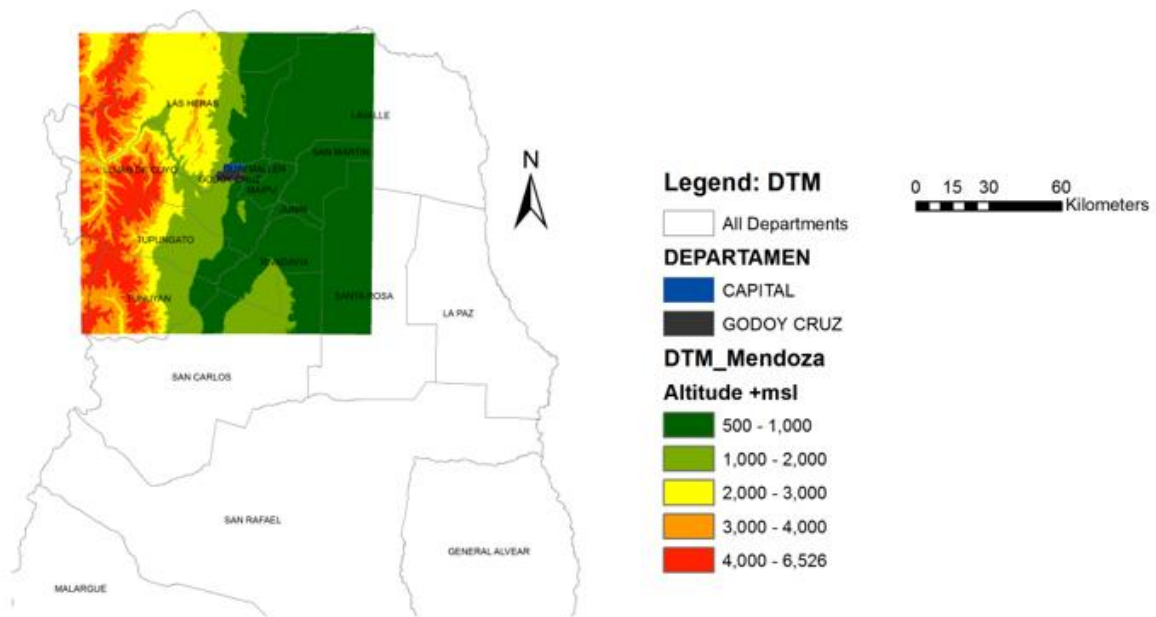 LAS HERAS
LAVALLE
SAN MARTIN
LUJAN DE CUYO
GUAYMALLEN
GODOY CRUZ
MAIPU
JUNIN
TUPUNGATO
RIVADAVIA
TUNUYAN
SANTA ROSA
LA PAZ
SAN CARLOS
SAN RAFAEL
GENERAL ALVEAR
MALARGUE
N
Legend: DTM
All Departments
DEPARTAMEN
CAPITAL
GODOY CRUZ
DTM_Mendoza
Altitude +msl
500 - 1,000
1,000 - 2,000
2,000 - 3,000
3,000 - 4,000
4,000 - 6,526
0 15 30 60
Kilometers